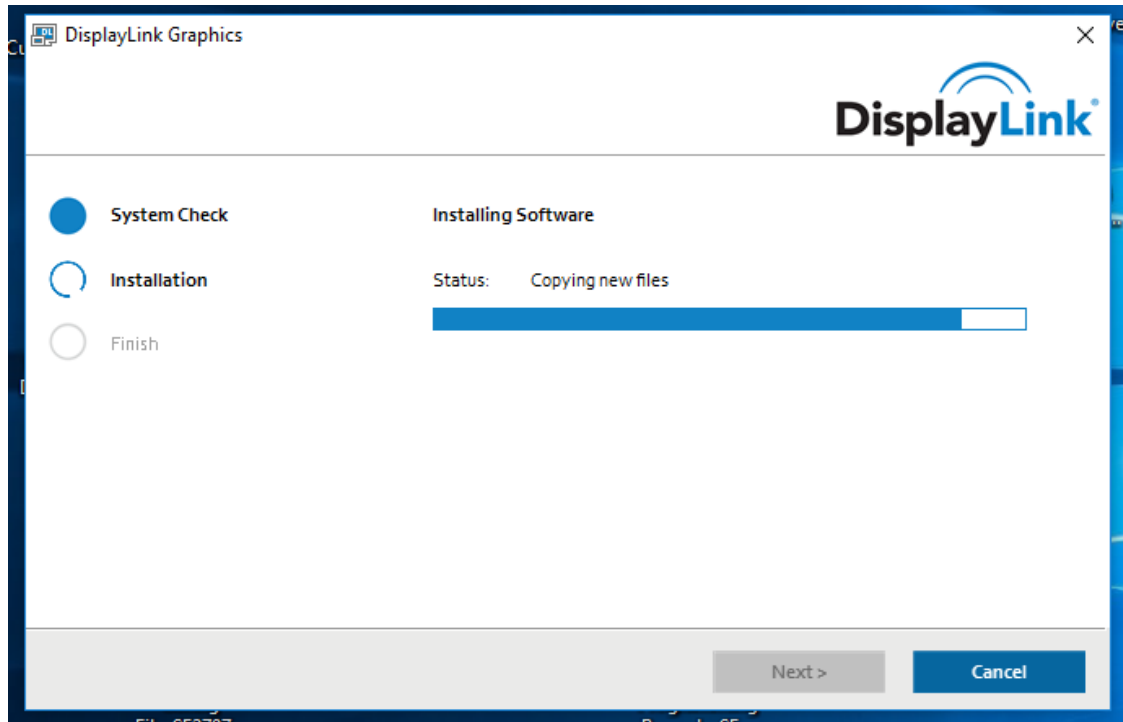 DisplayLink Graphics
DisplayLink®
System Check
Installing Software
Installation
Status: Copying new files
Finish
Next >
Cancel